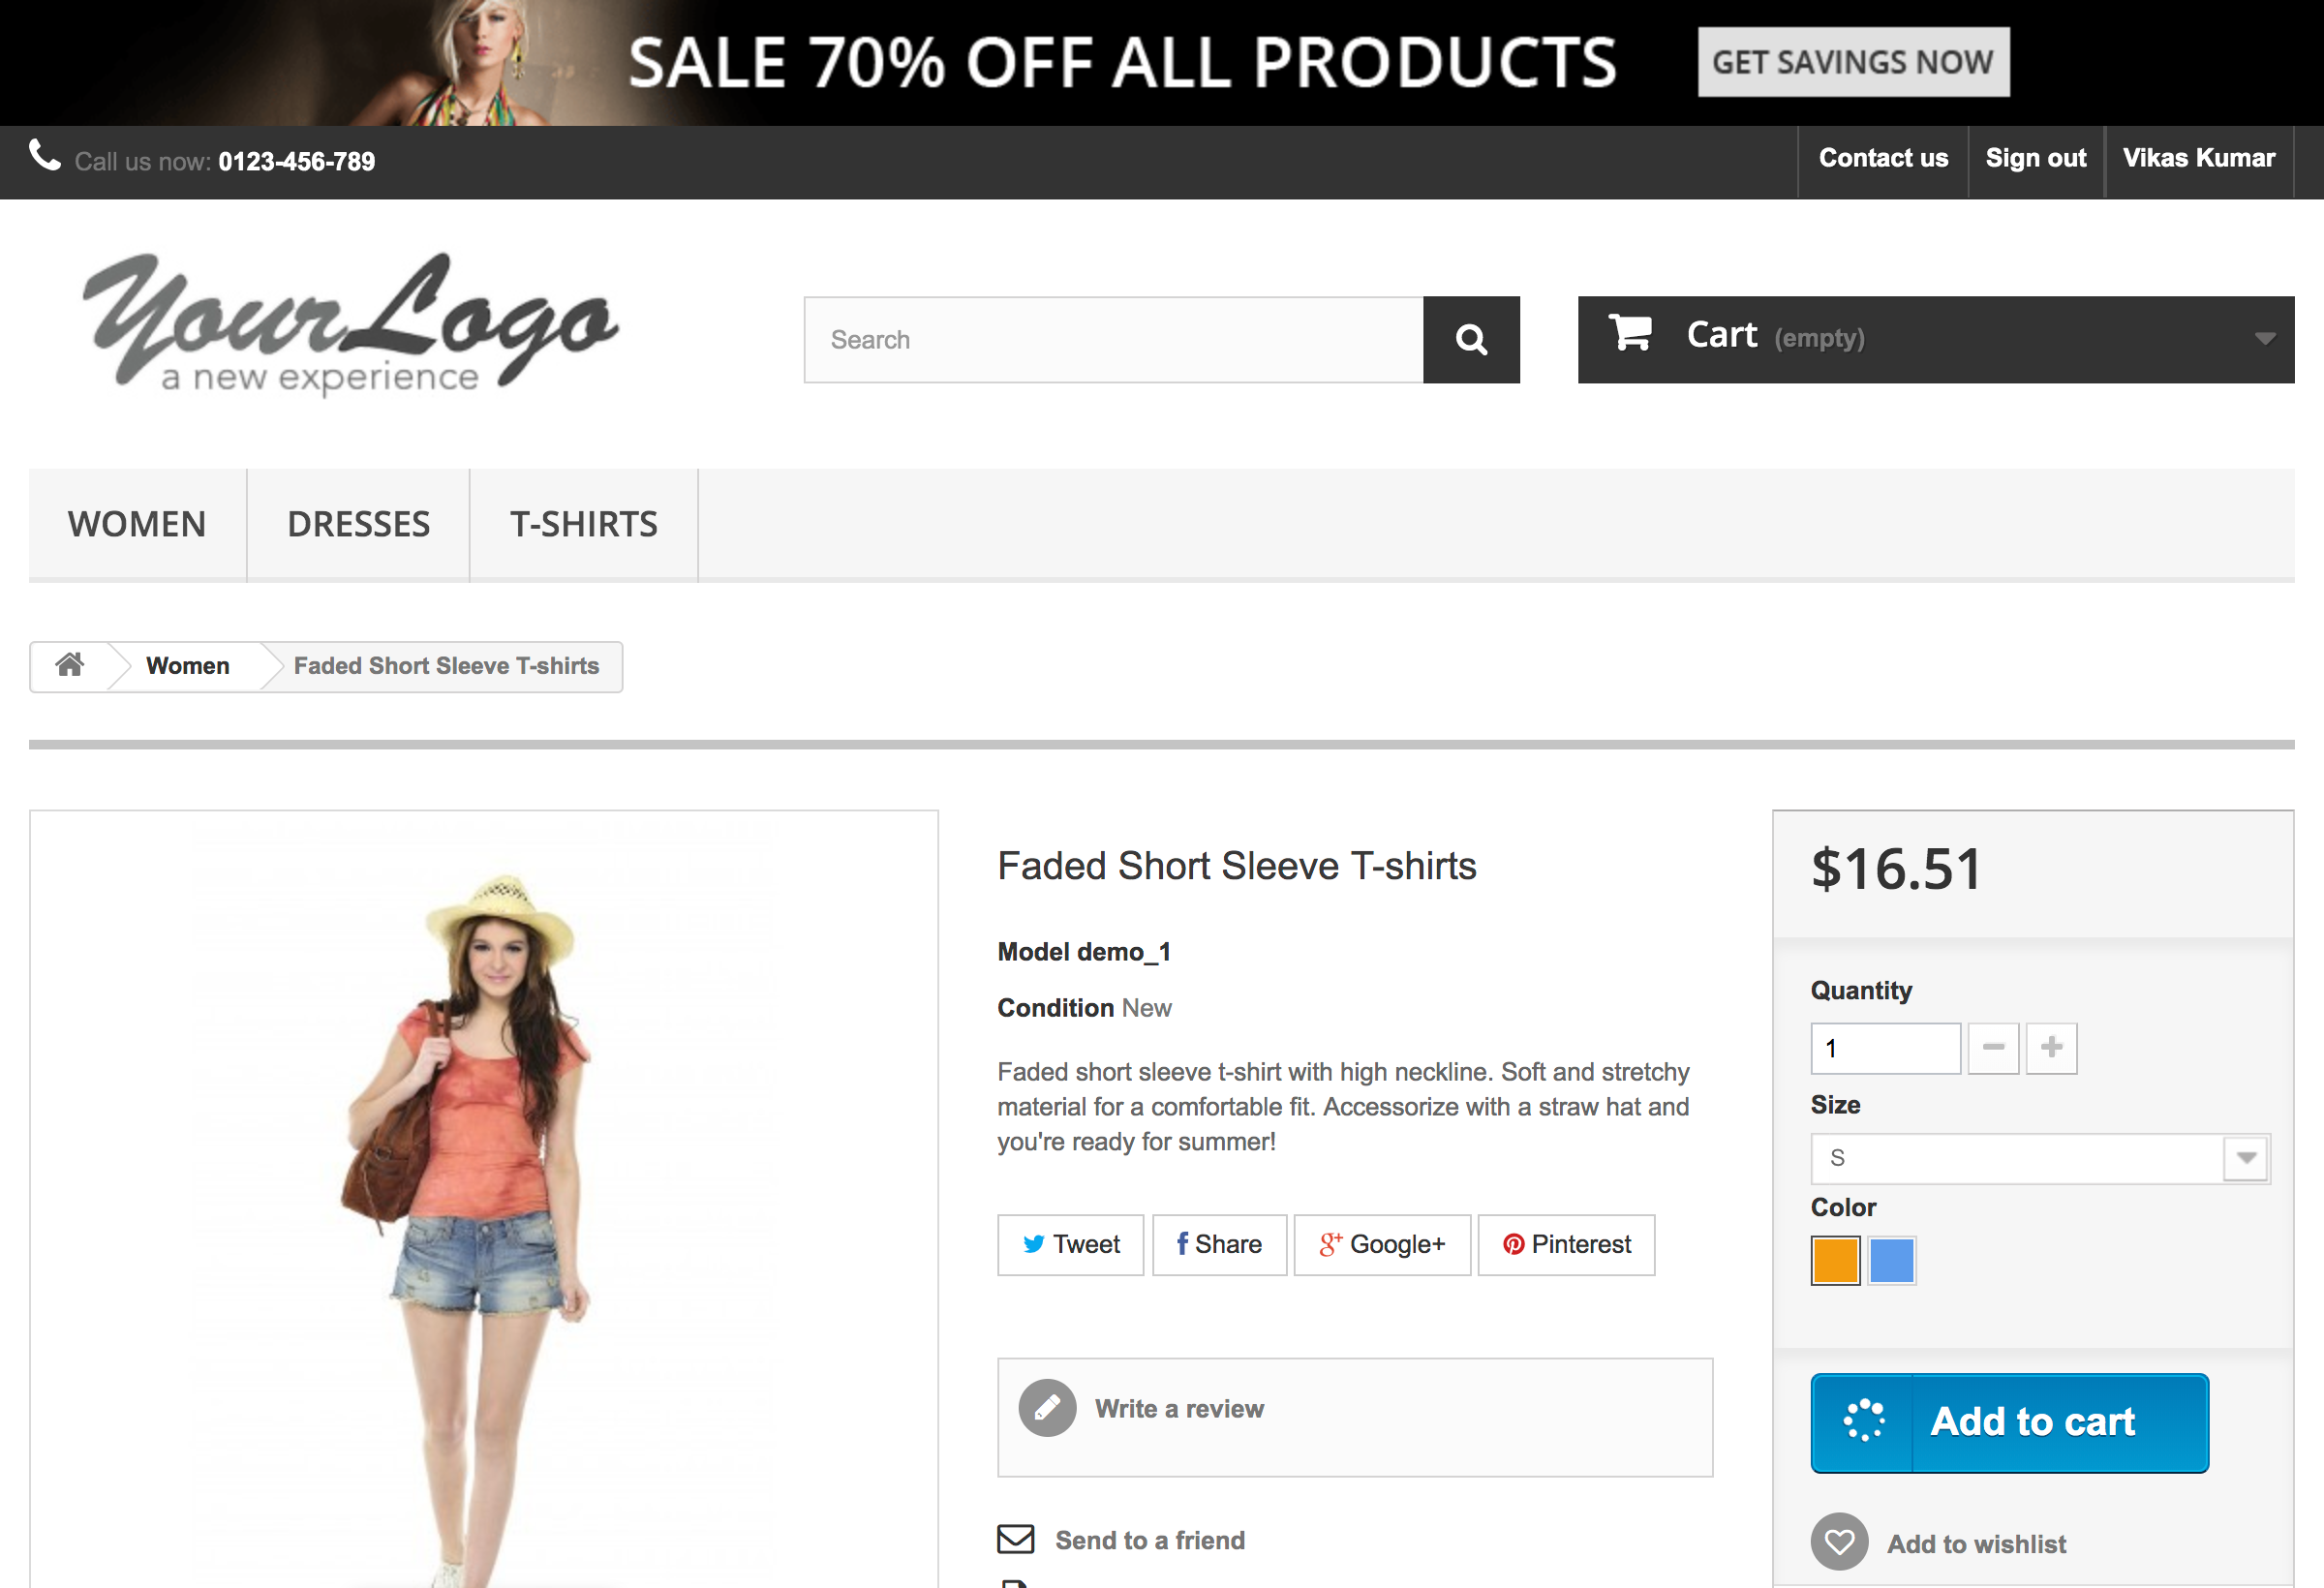 SALE 70% OFF ALL PRODUCTS
GET SAVINGS NOW
Call us now: 0123-456-789
Contact us
Sign out
Vikas Kumar
YourLogo
a new experience
Search
Cart (empty)
WOMEN
DRESSES
T-SHIRTS
Women
Faded Short Sleeve T-shirts
Faded Short Sleeve T-shirts
Model demo_1
Condition New
Faded short sleeve t-shirt with high neckline. Soft and stretchy
material for a comfortable fit. Accessorize with a straw hat and
you're ready for summer!
Tweet
Share
Google+
Pinterest
Write a review
Send to a friend
$16.51
Quantity
1
Size
S
Color
Add to cart
Add to wishlist